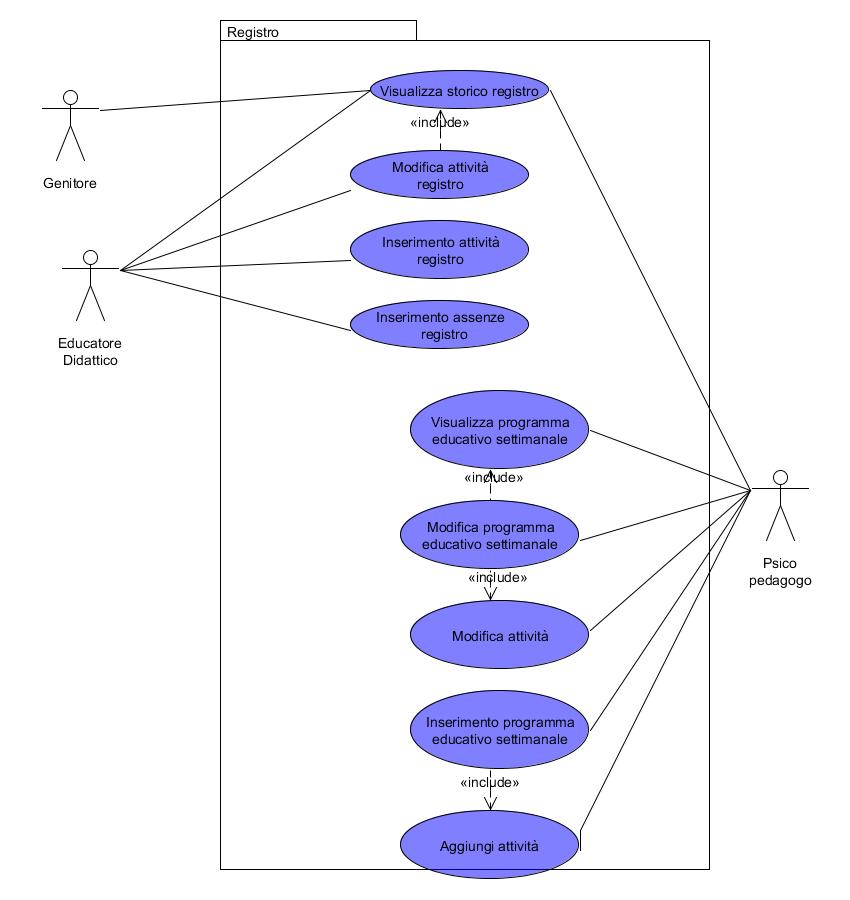 Registro
Visualizza storico registro
«include»
Modifica attività
registro
Genitore
Inserimento attività
registro
Inserimento assenze
registro
Educatore
Didattico
Visualizza programma
educativo settimanale
«include»
Modifica programma
educativo settimanale
«include»
Psico
pedagogo
Modifica attività
Inserimento programma
educativo settimanale
«include»
Aggiungi attività